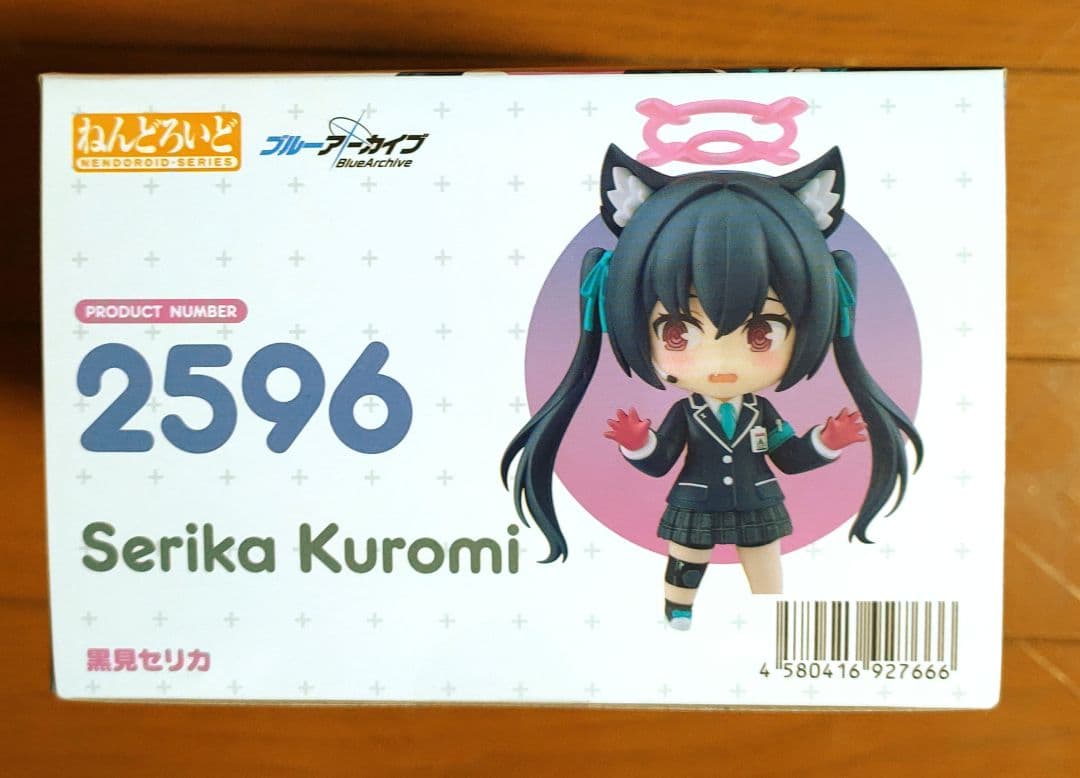 ねんどろいど
NENDOROID-SERIES
ブルーアーカイブ
BlueArchive
PRODUCT NUMBER
2596
Serika Kuromi
黒見セリカ
4 580416 927666